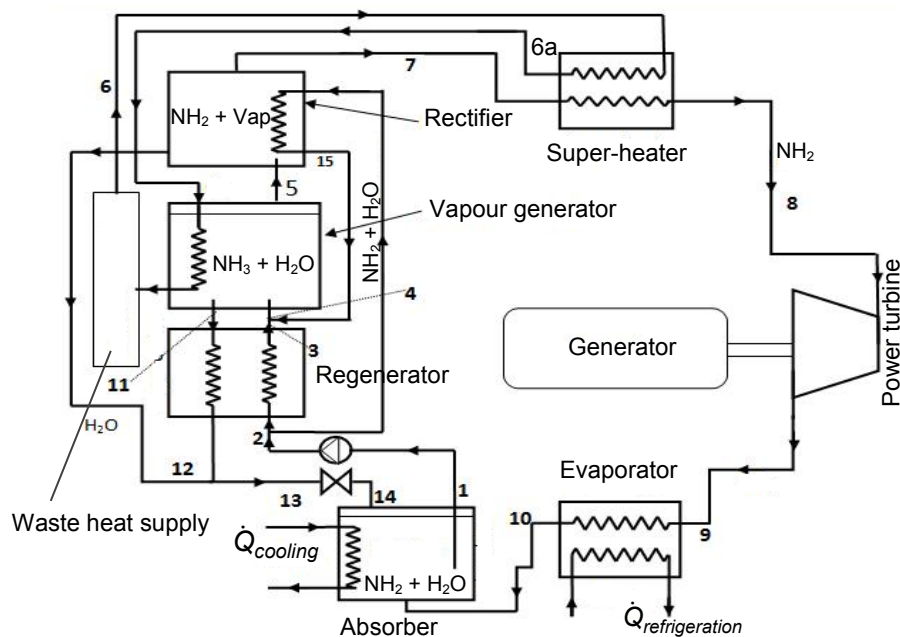 6a
7
6
NH₂ + Vap
Rectifier
Super-heater
15
NH₂
5
8
Vapour generator
NH₂ + H₂O
NH₃ + H₂O
4
3
11
Regenerator
Generator
Power turbine
H₂O
2
12
Evaporator
13
14
1
10
9
Waste heat supply
Q̇cooling
NH₂ + H₂O
Absorber
Q̇refrigeration